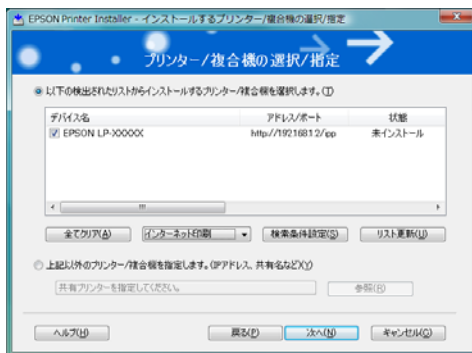 EPSON Printer Installer - インストールするプリンター/複合機の選択/指定
プリンター/複合機の選択/指定
以下の検出されたリストからインストールするプリンター/複合機を選択します。(T)
デバイス名 アドレス/ポート 状態
EPSON LP-XXXXX http://192.168.1.2/ipp 未インストール
全てクリア(A) インターネット印刷 検索条件設定(S) リスト更新(U)
上記以外のプリンター/複合機を指定します。(IPアドレス、共有名など)(Y)
共有プリンターを指定してください。 参照(R)
ヘルプ(H) 戻る(P) 次へ(N) キャンセル(C)